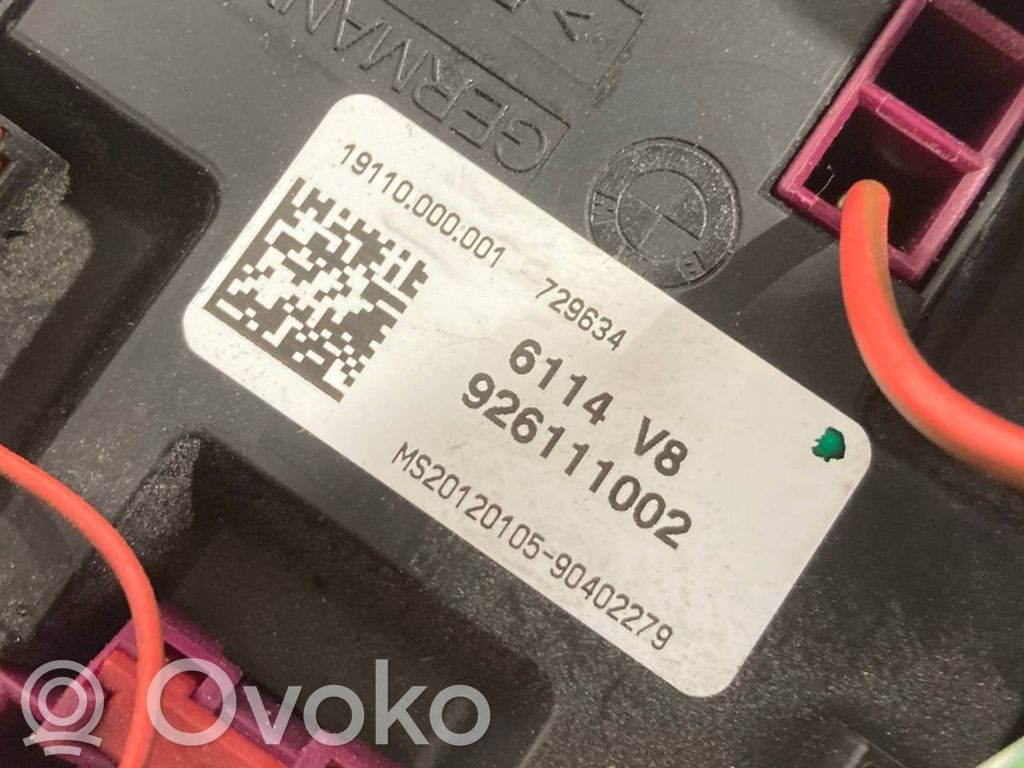 GERMANY
19110.000.001 729634
6114 V8
926111002
MS20120105-90402279
Ovoko